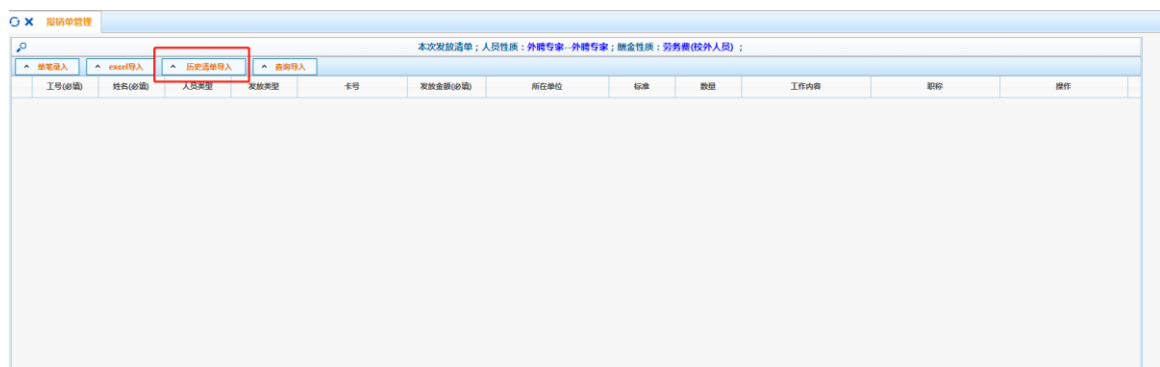 报销单管理
本次发放清单；人员性质：外聘专家--外聘专家；酬金性质：劳务费(校外人员) ；
单笔录入 excel导入 历史清单导入 查询导入
工号(必填) 姓名(必填) 人员类型 发放类型 卡号 发放金额(必填) 所在单位 标准 数量 工作内容 职称 操作